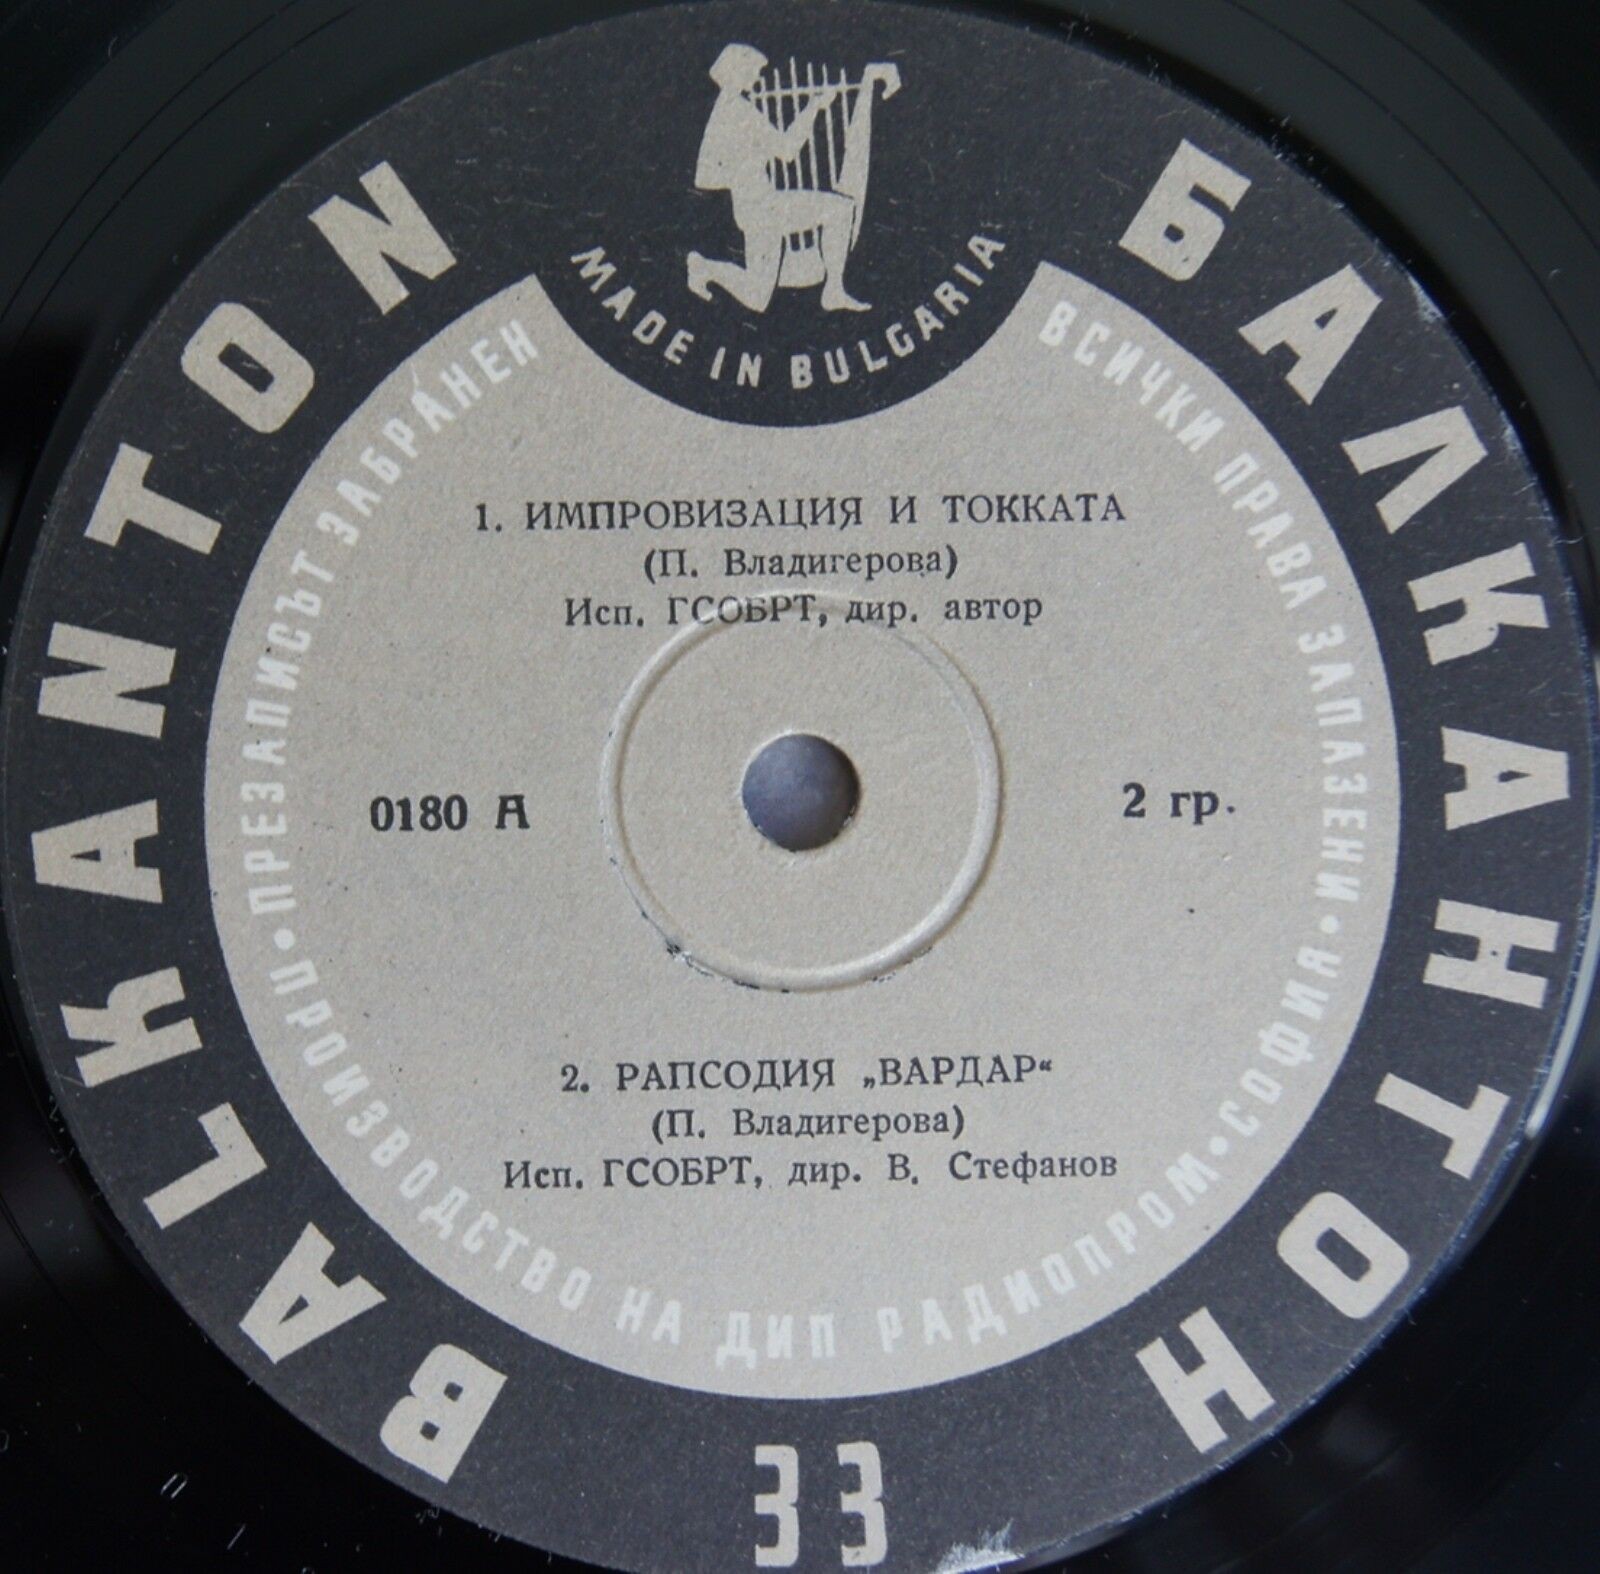 BALKANTON
БАЛКАНТОН
MADE IN BULGARIA
ВСИЧКИ ПРАВА ЗАПАЗЕНИ • СОФИЯ •
ПРОИЗВОДСТВО НА ДИП РАДИОПРОМ •
ПРЕЗАПИСЪТ ЗАБРАНЕН
1. ИМПРОВИЗАЦИЯ И ТОККАТА
(П. Владигерова)
Исп. ГСОБРТ, дир. автор
0180 А
2 гр.
2. РАПСОДИЯ „ВАРДАР“
(П. Владигерова)
Исп. ГСОБРТ, дир. В. Стефанов
33